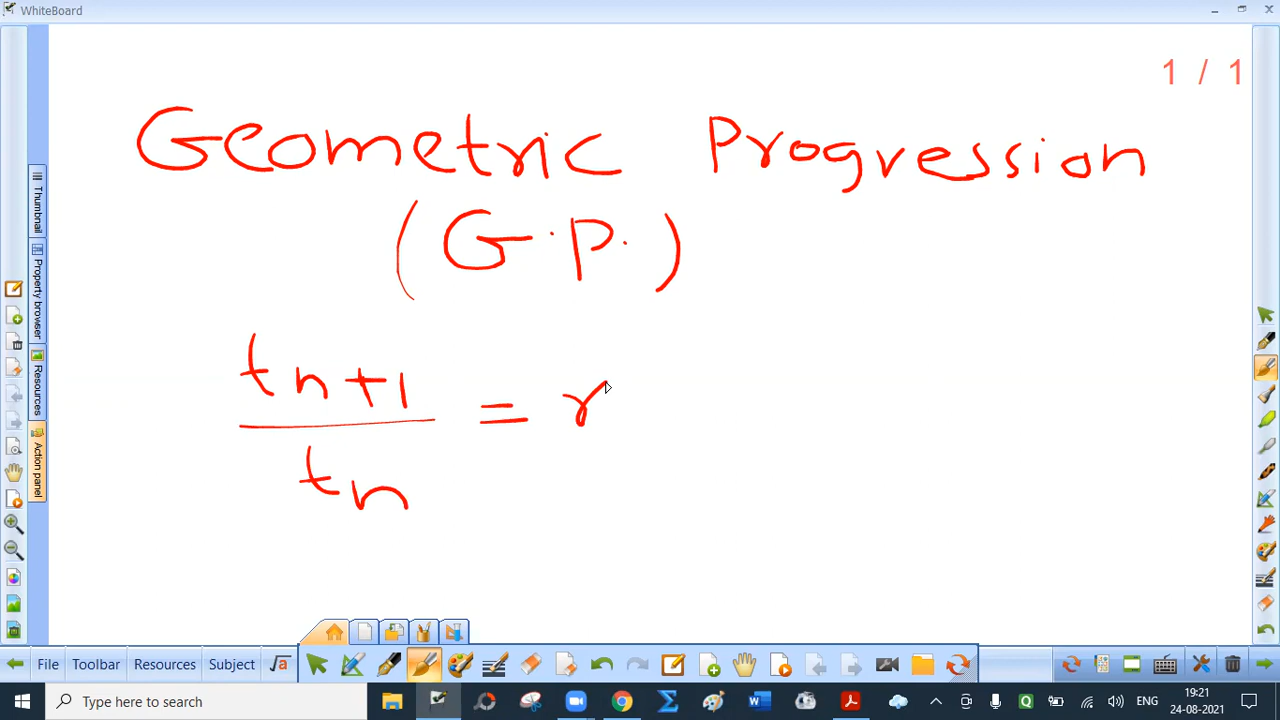 WhiteBoard
1 / 1
Geometric Progression
(G.P.)
tn+1
tn
= r
Thumbnail
Property browser
Resources
Action panel
File
Toolbar
Resources
Subject
√a
Type here to search
ENG
19:21
24-08-2021